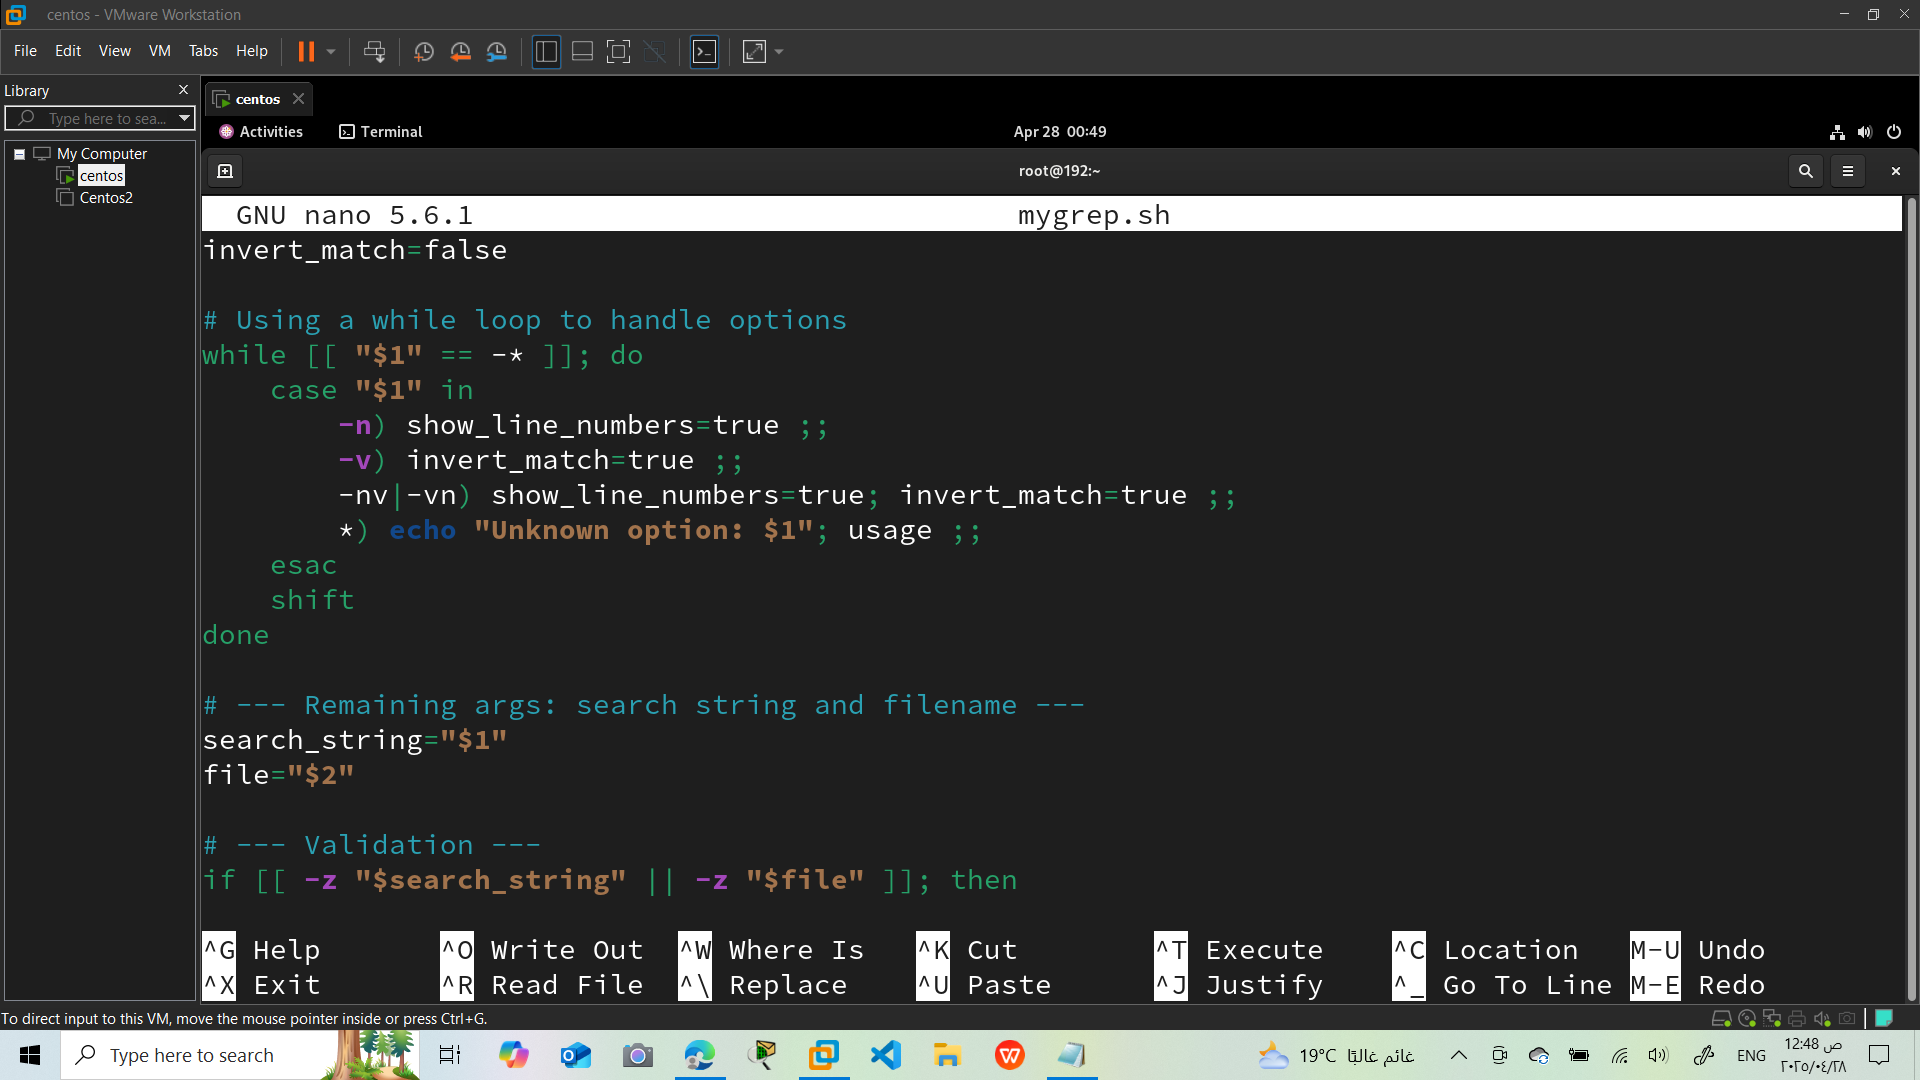 centos - VMware Workstation
File Edit View VM Tabs Help
Library
Type here to sea...
My Computer
centos
Centos2
centos
Activities
Terminal
Apr 28 00:49
root@192:~
GNU nano 5.6.1 mygrep.sh
invert_match=false
# Using a while loop to handle options
while [[ "$1" == -* ]]; do
case "$1" in
-n) show_line_numbers=true ;;
-v) invert_match=true ;;
-nv|-vn) show_line_numbers=true; invert_match=true ;;
*) echo "Unknown option: $1"; usage ;;
esac
shift
done
# --- Remaining args: search string and filename ---
search_string="$1"
file="$2"
# --- Validation ---
if [[ -z "$search_string" || -z "$file" ]]; then
^G Help ^O Write Out ^W Where Is ^K Cut ^T Execute ^C Location M-U Undo
^X Exit ^R Read File ^\ Replace ^U Paste ^J Justify ^_ Go To Line M-E Redo
To direct input to this VM, move the mouse pointer inside or press Ctrl+G.
Type here to search
19°C غائم غالبًا
ENG
12:48 ص
٢٠٢٥/٠٤/٢٨